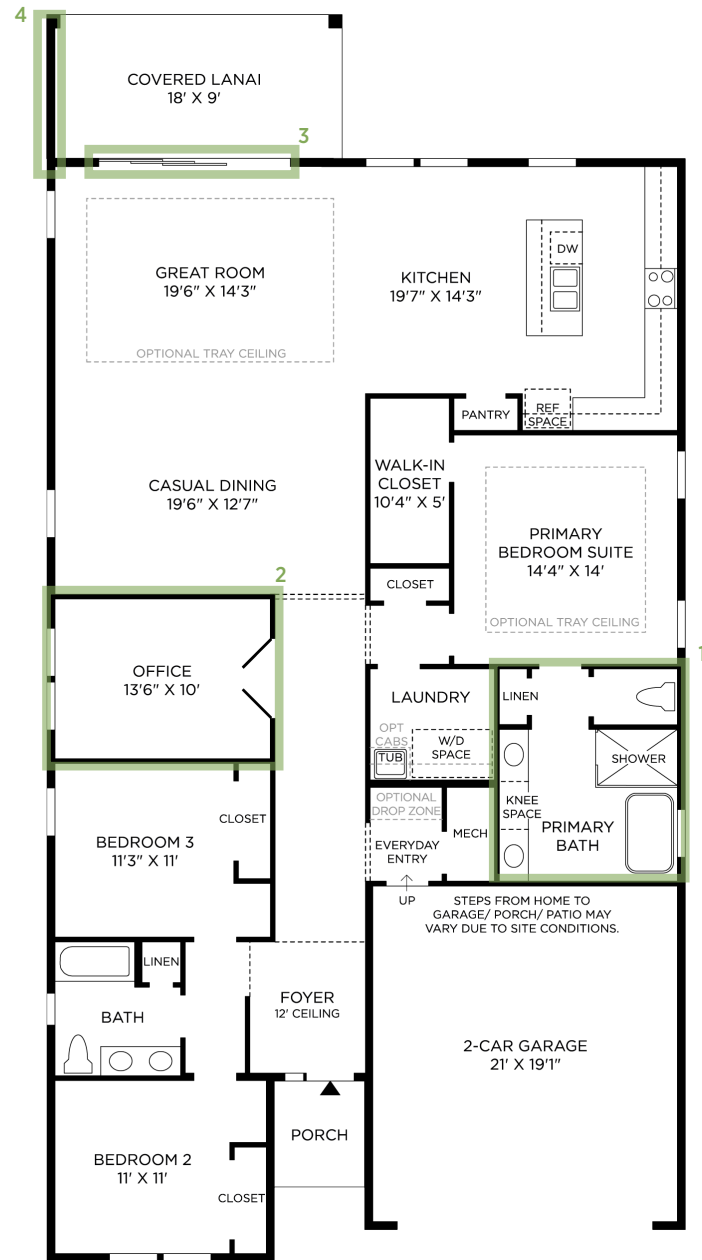 4
COVERED LANAI
18' X 9'
3
GREAT ROOM
19'6" X 14'3"
OPTIONAL TRAY CEILING
KITCHEN
19'7" X 14'3"
DW
PANTRY
REF
SPACE
WALK-IN
CLOSET
10'4" X 5'
CASUAL DINING
19'6" X 12'7"
PRIMARY
BEDROOM SUITE
14'4" X 14'
OPTIONAL TRAY CEILING
CLOSET
2
OFFICE
13'6" X 10'
1
LAUNDRY
OPT
CABS
TUB
W/D
SPACE
LINEN
SHOWER
KNEE
SPACE
PRIMARY
BATH
OPTIONAL
DROP ZONE
MECH
EVERYDAY
ENTRY
UP
CLOSET
BEDROOM 3
11'3" X 11'
STEPS FROM HOME TO
GARAGE/ PORCH/ PATIO MAY
VARY DUE TO SITE CONDITIONS.
LINEN
BATH
FOYER
12' CEILING
2-CAR GARAGE
21' X 19'1"
PORCH
BEDROOM 2
11' X 11'
CLOSET